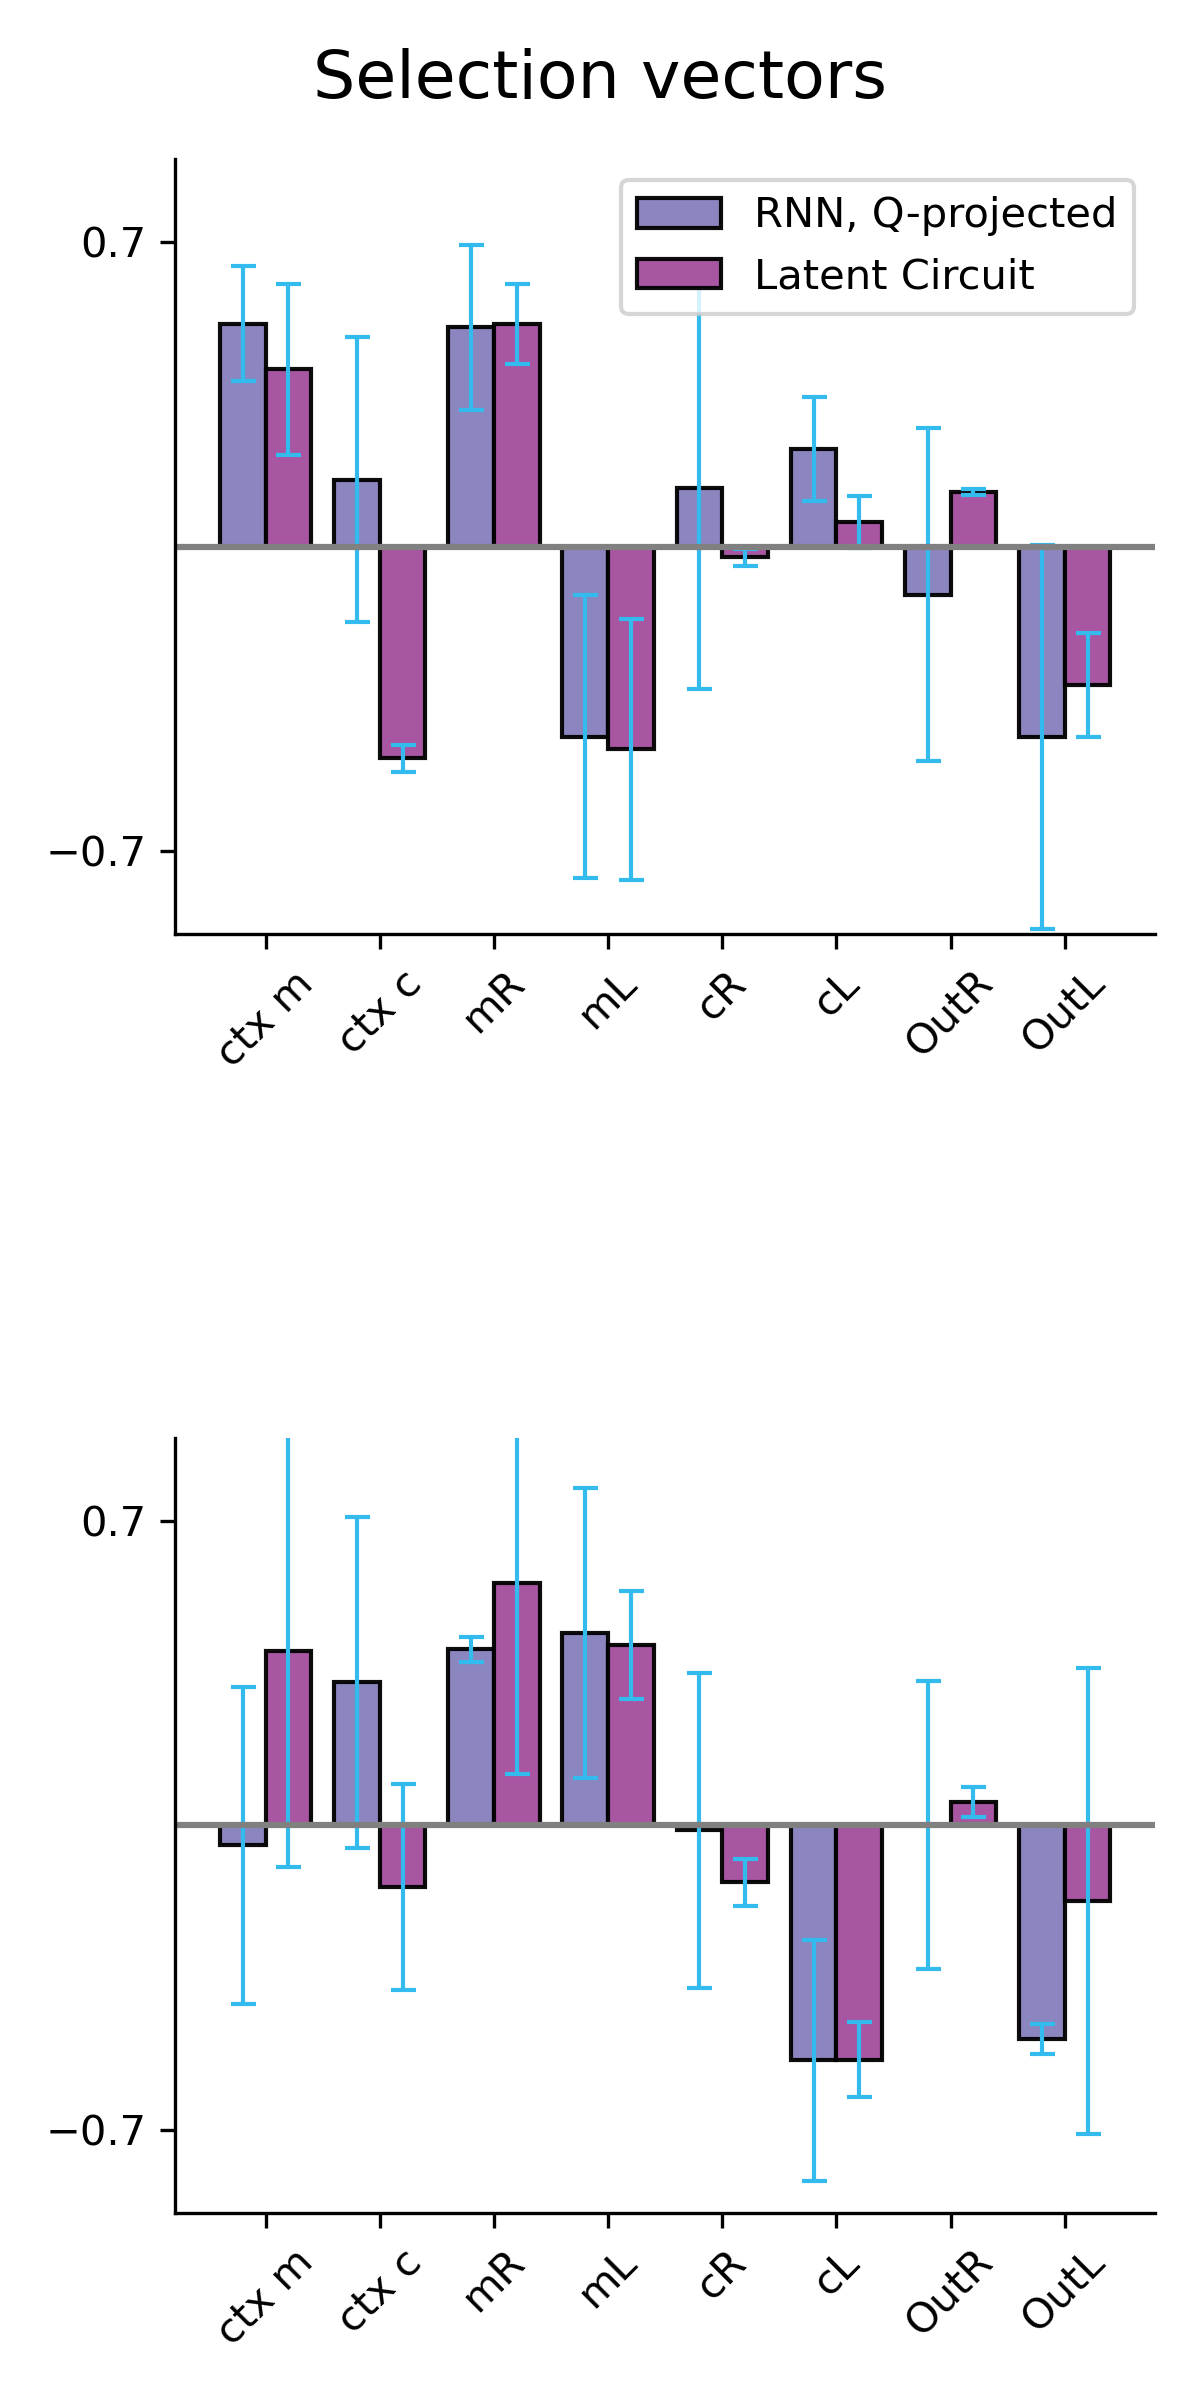 Selection vectors
RNN, Q-projected
Latent Circuit
0.7
−0.7
ctx m
ctx c
mR
mL
cR
cL
OutR
OutL
0.7
−0.7
ctx m
ctx c
mR
mL
cR
cL
OutR
OutL